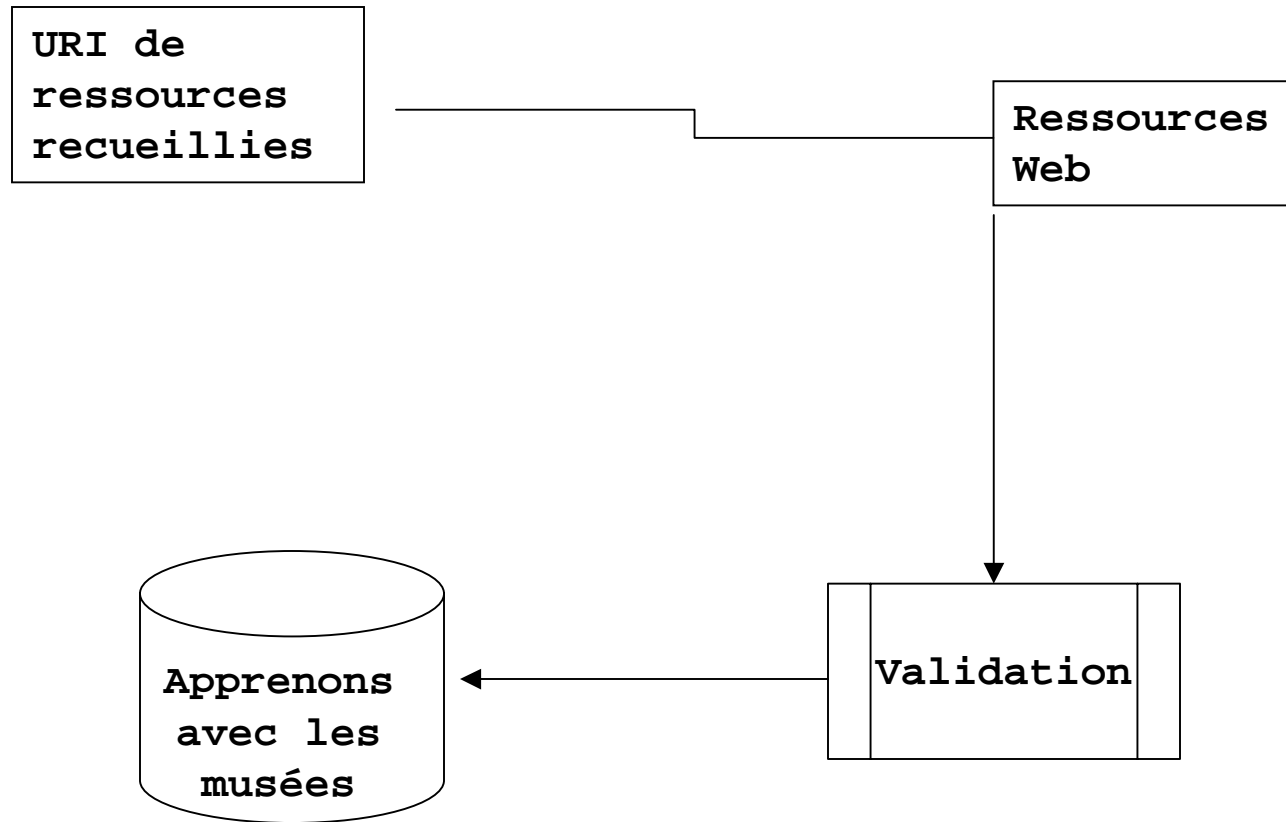 URI de
ressources
recueillies
Ressources
Web
Validation
Apprenons
avec les
musées